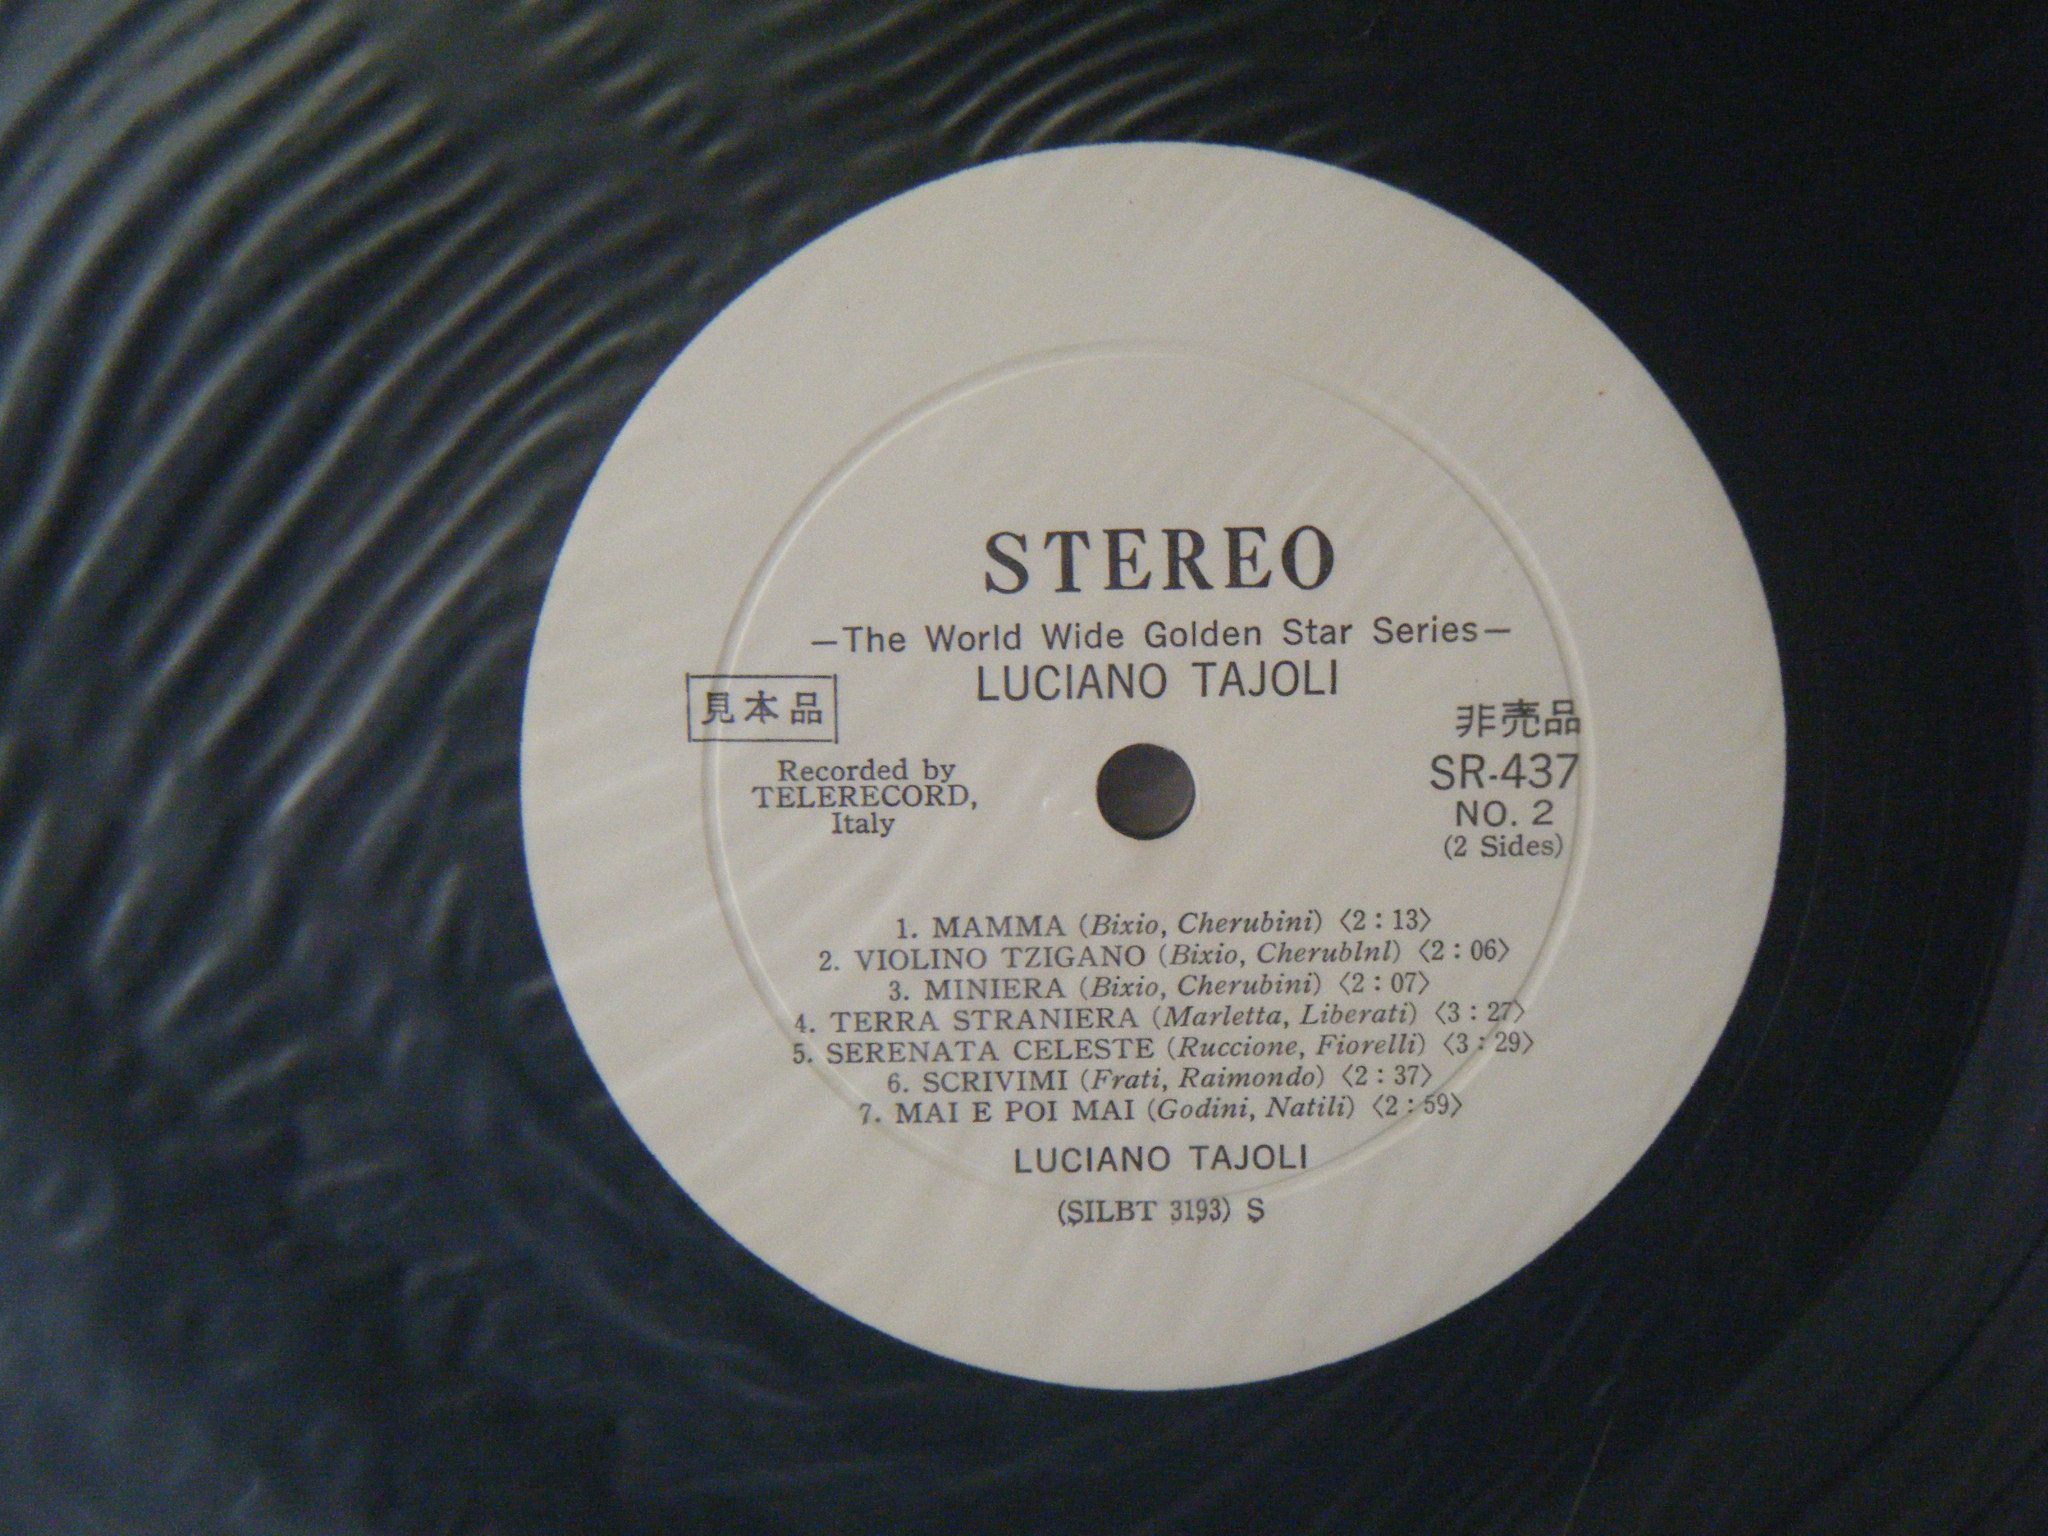 STEREO
—The World Wide Golden Star Series—
LUCIANO TAJOLI
見本品
非売品
Recorded by
TELERECORD,
Italy
SR-437
NO. 2
(2 Sides)
1. MAMMA (Bixio, Cherubini) 〈2 : 13〉
2. VIOLINO TZIGANO (Bixio, Cherublnl) 〈2 : 06〉
3. MINIERA (Bixio, Cherubini) 〈2 : 07〉
4. TERRA STRANIERA (Marletta, Liberati) 〈3 : 27〉
5. SERENATA CELESTE (Ruccione, Fiorelli) 〈3 : 29〉
6. SCRIVIMI (Frati, Raimondo) 〈2 : 37〉
7. MAI E POI MAI (Godini, Natili) 〈2 : 59〉
LUCIANO TAJOLI
(SILBT 3193) S